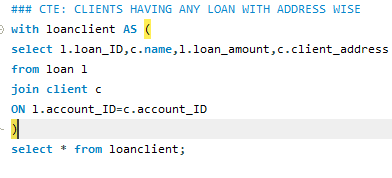 ### CTE: CLIENTS HAVING ANY LOAN WITH ADDRESS WISE
with loanclient AS (
select l.loan_ID,c.name,l.loan_amount,c.client_address
from loan l
join client c
ON l.account_ID=c.account_ID
)
select * from loanclient;